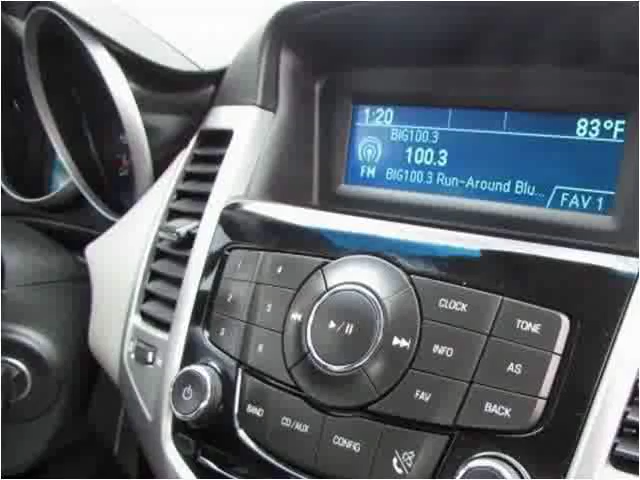 1:20 83°F
BIG100.3
100.3
FM BIG100.3 Run-Around Blu...
FAV 1
1 4
2 5
3 6
CLOCK TONE
INFO AS
FAV BACK
BAND CD/AUX CONFIG